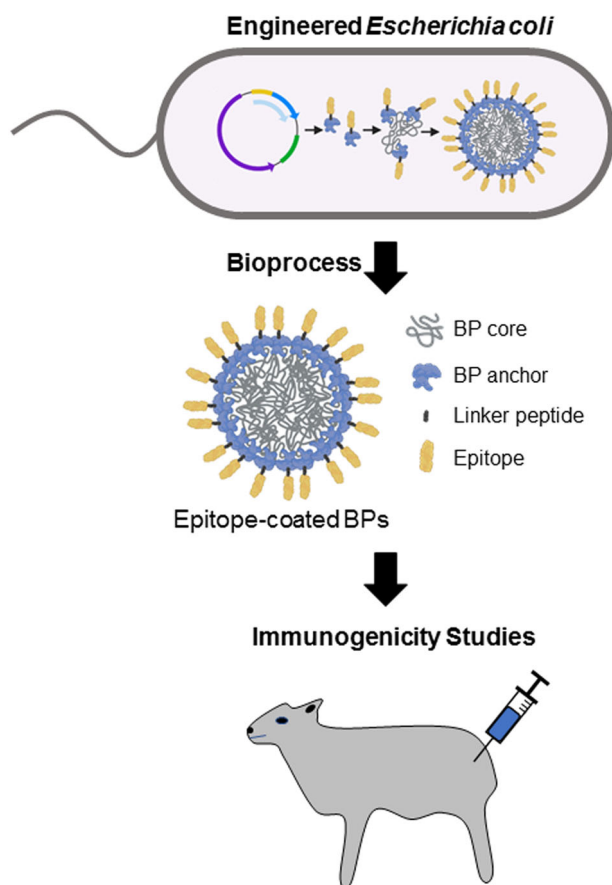 Engineered Escherichia coli
Bioprocess
BP core
BP anchor
Linker peptide
Epitope
Epitope-coated BPs
Immunogenicity Studies